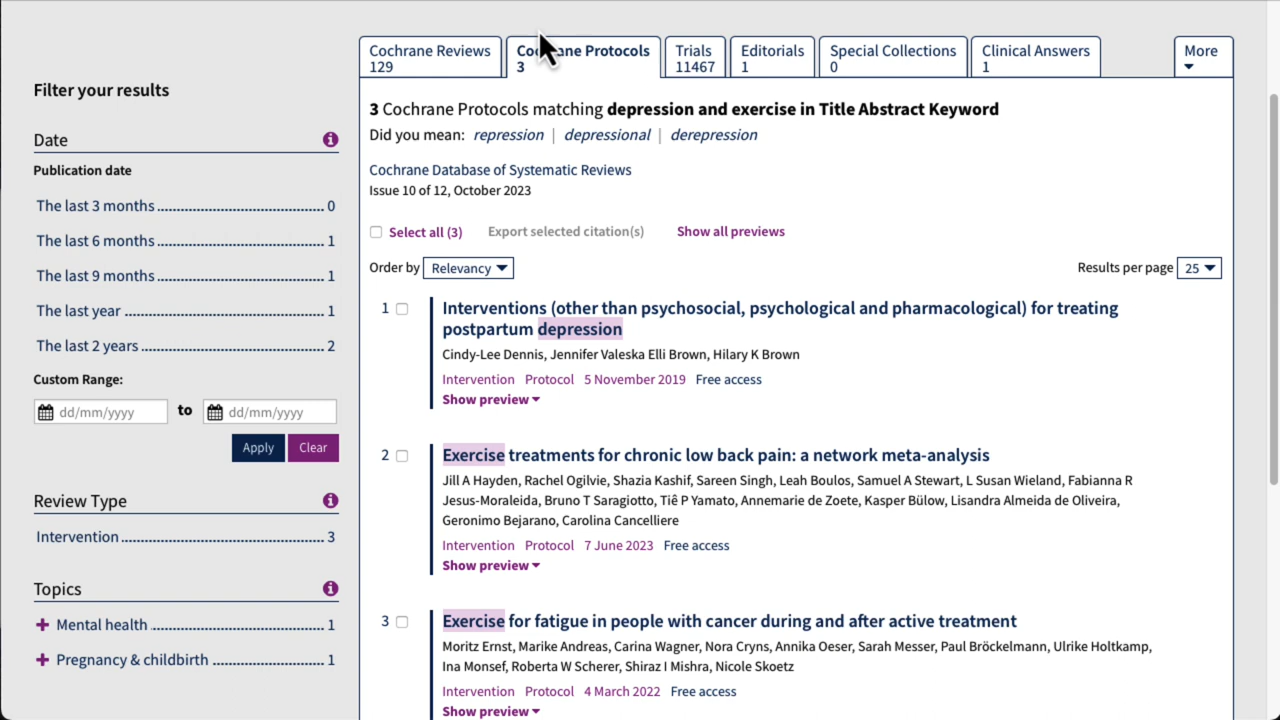 Cochrane Reviews
129
Cochrane Protocols
3
Trials
11467
Editorials
1
Special Collections
0
Clinical Answers
1
More
Filter your results
Date
Publication date
The last 3 months 0
The last 6 months 1
The last 9 months 1
The last year 1
The last 2 years 2
Custom Range:
dd/mm/yyyy to dd/mm/yyyy
Apply Clear
Review Type
Intervention 3
Topics
Mental health 1
Pregnancy & childbirth 1
3 Cochrane Protocols matching depression and exercise in Title Abstract Keyword
Did you mean: repression | depressional | derepression
Cochrane Database of Systematic Reviews
Issue 10 of 12, October 2023
Select all (3) Export selected citation(s) Show all previews
Order by Relevancy Results per page 25
1 Interventions (other than psychosocial, psychological and pharmacological) for treating
postpartum depression
Cindy-Lee Dennis, Jennifer Valeska Elli Brown, Hilary K Brown
Intervention Protocol 5 November 2019 Free access
Show preview
2 Exercise treatments for chronic low back pain: a network meta-analysis
Jill A Hayden, Rachel Ogilvie, Shazia Kashif, Sareen Singh, Leah Boulos, Samuel A Stewart, L Susan Wieland, Fabianna R
Jesus-Moraleida, Bruno T Saragiotto, Tiê P Yamato, Annemarie de Zoete, Kasper Bülow, Lisandra Almeida de Oliveira,
Geronimo Bejarano, Carolina Cancelliere
Intervention Protocol 7 June 2023 Free access
Show preview
3 Exercise for fatigue in people with cancer during and after active treatment
Moritz Ernst, Marike Andreas, Carina Wagner, Nora Cryns, Annika Oeser, Sarah Messer, Paul Bröckelmann, Ulrike Holtkamp,
Ina Monsef, Roberta W Scherer, Shiraz I Mishra, Nicole Skoetz
Intervention Protocol 4 March 2022 Free access
Show preview